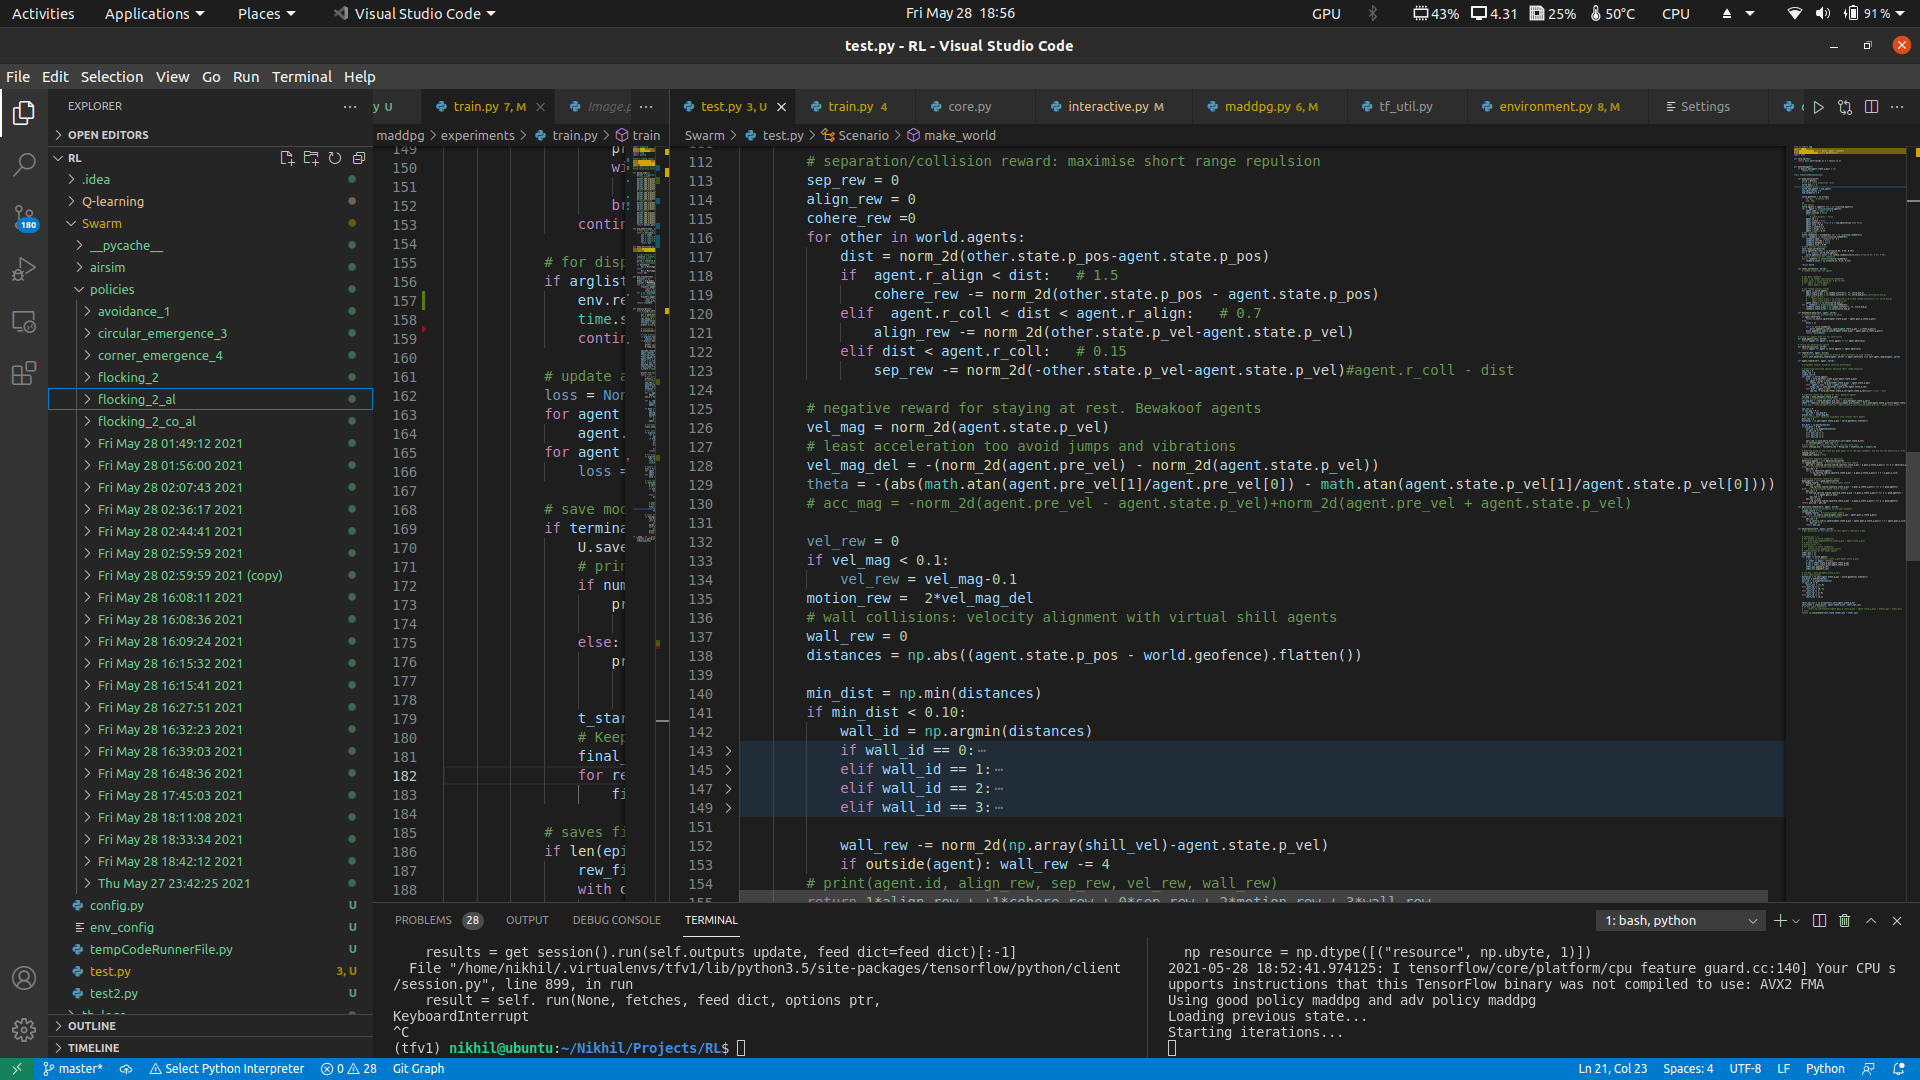 Activities Applications Places Visual Studio Code Fri May 28 18:56 GPU 43% 4.31 25% 50°C CPU 91 %
test.py - RL - Visual Studio Code
File Edit Selection View Go Run Terminal Help
EXPLORER
OPEN EDITORS
RL
.idea
Q-learning
Swarm
__pycache__
airsim
policies
avoidance_1
circular_emergence_3
corner_emergence_4
flocking_2
flocking_2_al
flocking_2_co_al
Fri May 28 01:49:12 2021
Fri May 28 01:56:00 2021
Fri May 28 02:07:43 2021
Fri May 28 02:36:17 2021
Fri May 28 02:44:41 2021
Fri May 28 02:59:59 2021
Fri May 28 02:59:59 2021 (copy)
Fri May 28 16:08:11 2021
Fri May 28 16:08:36 2021
Fri May 28 16:09:24 2021
Fri May 28 16:15:32 2021
Fri May 28 16:15:41 2021
Fri May 28 16:27:51 2021
Fri May 28 16:32:23 2021
Fri May 28 16:39:03 2021
Fri May 28 16:48:36 2021
Fri May 28 17:45:03 2021
Fri May 28 18:11:08 2021
Fri May 28 18:33:34 2021
Fri May 28 18:42:12 2021
Thu May 27 23:42:25 2021
config.py U
env_config U
tempCodeRunnerFile.py U
test.py 3, U
test2.py U
OUTLINE
TIMELINE
180
y U train.py 7, M Image.p
maddpg > experiments > train.py > train
149 pr
150 wi
151
152 br
153 contin
154
155 # for disp
156 if arglist
157 env.re
158 time.s
159 contin
160
161 # update a
162 loss = Non
163 for agent
164 agent.
165 for agent
166 loss =
167
168 # save mod
169 if termina
170 U.save
171 # prin
172 if num
173 pr
174
175 else:
176 pr
177
178
179 t_star
180 # Keep
181 final_
182 for re
183 fi
184
185 # saves fi
186 if len(epi
187 rew_fi
188 with o
test.py 3, U train.py 4 core.py interactive.py M maddpg.py 6, M tf_util.py environment.py 8, M Settings
Swarm > test.py > Scenario > make_world
112 # separation/collision reward: maximise short range repulsion
113 sep_rew = 0
114 align_rew = 0
115 cohere_rew =0
116 for other in world.agents:
117 dist = norm_2d(other.state.p_pos-agent.state.p_pos)
118 if  agent.r_align < dist:   # 1.5
119 cohere_rew -= norm_2d(other.state.p_pos - agent.state.p_pos)
120 elif  agent.r_coll < dist < agent.r_align:   # 0.7
121 align_rew -= norm_2d(other.state.p_vel-agent.state.p_vel)
122 elif dist < agent.r_coll:   # 0.15
123 sep_rew -= norm_2d(-other.state.p_vel-agent.state.p_vel)#agent.r_coll - dist
124
125 # negative reward for staying at rest. Bewakoof agents
126 vel_mag = norm_2d(agent.state.p_vel)
127 # least acceleration too avoid jumps and vibrations
128 vel_mag_del = -(norm_2d(agent.pre_vel) - norm_2d(agent.state.p_vel))
129 theta = -(abs(math.atan(agent.pre_vel[1]/agent.pre_vel[0]) - math.atan(agent.state.p_vel[1]/agent.state.p_vel[0])))
130 # acc_mag = -norm_2d(agent.pre_vel - agent.state.p_vel)+norm_2d(agent.pre_vel + agent.state.p_vel)
131
132 vel_rew = 0
133 if vel_mag < 0.1:
134 vel_rew = vel_mag-0.1
135 motion_rew =  2*vel_mag_del
136 # wall collisions: velocity alignment with virtual shill agents
137 wall_rew = 0
138 distances = np.abs((agent.state.p_pos - world.geofence).flatten())
139
140 min_dist = np.min(distances)
141 if min_dist < 0.10:
142 wall_id = np.argmin(distances)
143 if wall_id == 0:⋯
145 elif wall_id == 1:⋯
147 elif wall_id == 2:⋯
149 elif wall_id == 3:⋯
151
152 wall_rew -= norm_2d(np.array(shill_vel)-agent.state.p_vel)
153 if outside(agent): wall_rew -= 4
154 # print(agent.id, align_rew, sep_rew, vel_rew, wall_rew)
PROBLEMS 28 OUTPUT DEBUG CONSOLE TERMINAL 1: bash, python
results = get session().run(self.outputs update, feed dict=feed dict)[:-1]
File "/home/nikhil/.virtualenvs/tfv1/lib/python3.5/site-packages/tensorflow/python/client
/session.py", line 899, in run
result = self. run(None, fetches, feed dict, options ptr,
KeyboardInterrupt
^C
(tfv1) nikhil@ubuntu:~/Nikhil/Projects/RL$
np resource = np.dtype([("resource", np.ubyte, 1)])
2021-05-28 18:52:41.974125: I tensorflow/core/platform/cpu feature guard.cc:140] Your CPU s
upports instructions that this TensorFlow binary was not compiled to use: AVX2 FMA
Using good policy maddpg and adv policy maddpg
Loading previous state...
Starting iterations...
master* Select Python Interpreter 0 28 Git Graph Ln 21, Col 23 Spaces: 4 UTF-8 LF Python